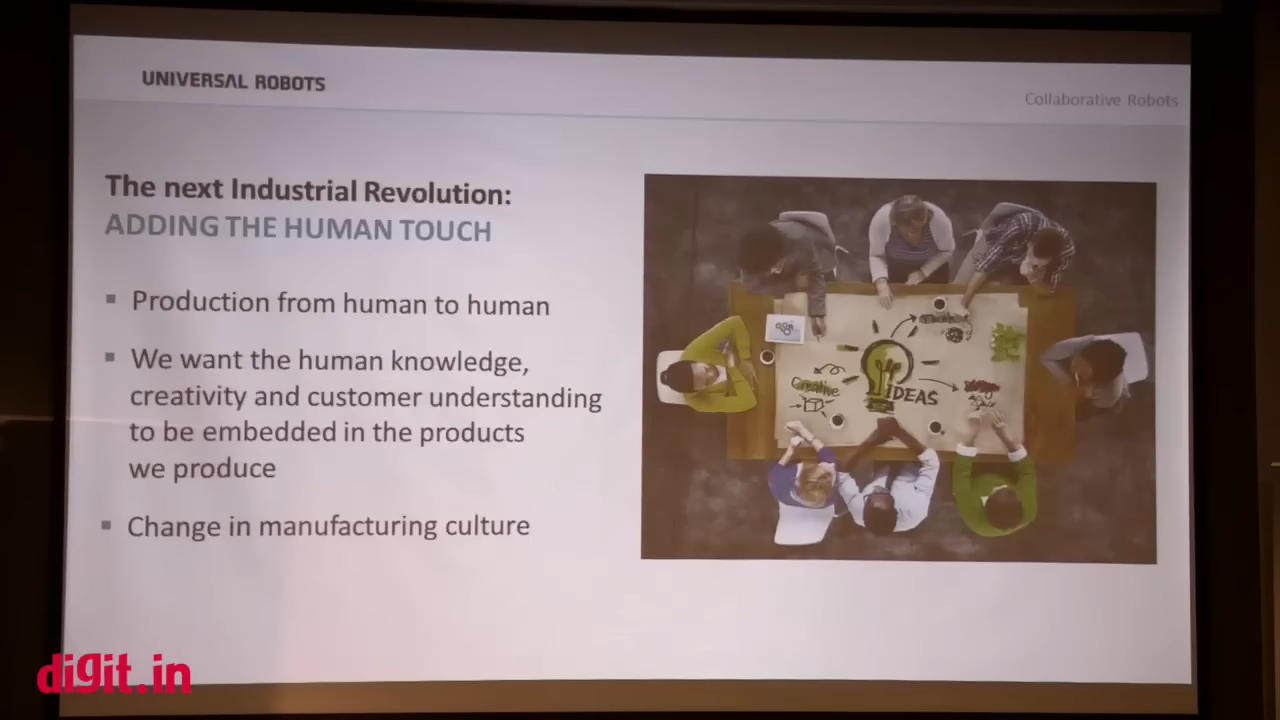 UNIVERSAL ROBOTS
Collaborative Robots
The next Industrial Revolution:
ADDING THE HUMAN TOUCH
▪ Production from human to human
▪ We want the human knowledge,
creativity and customer understanding
to be embedded in the products
we produce
▪ Change in manufacturing culture
Creative
IDEAS
digit.in